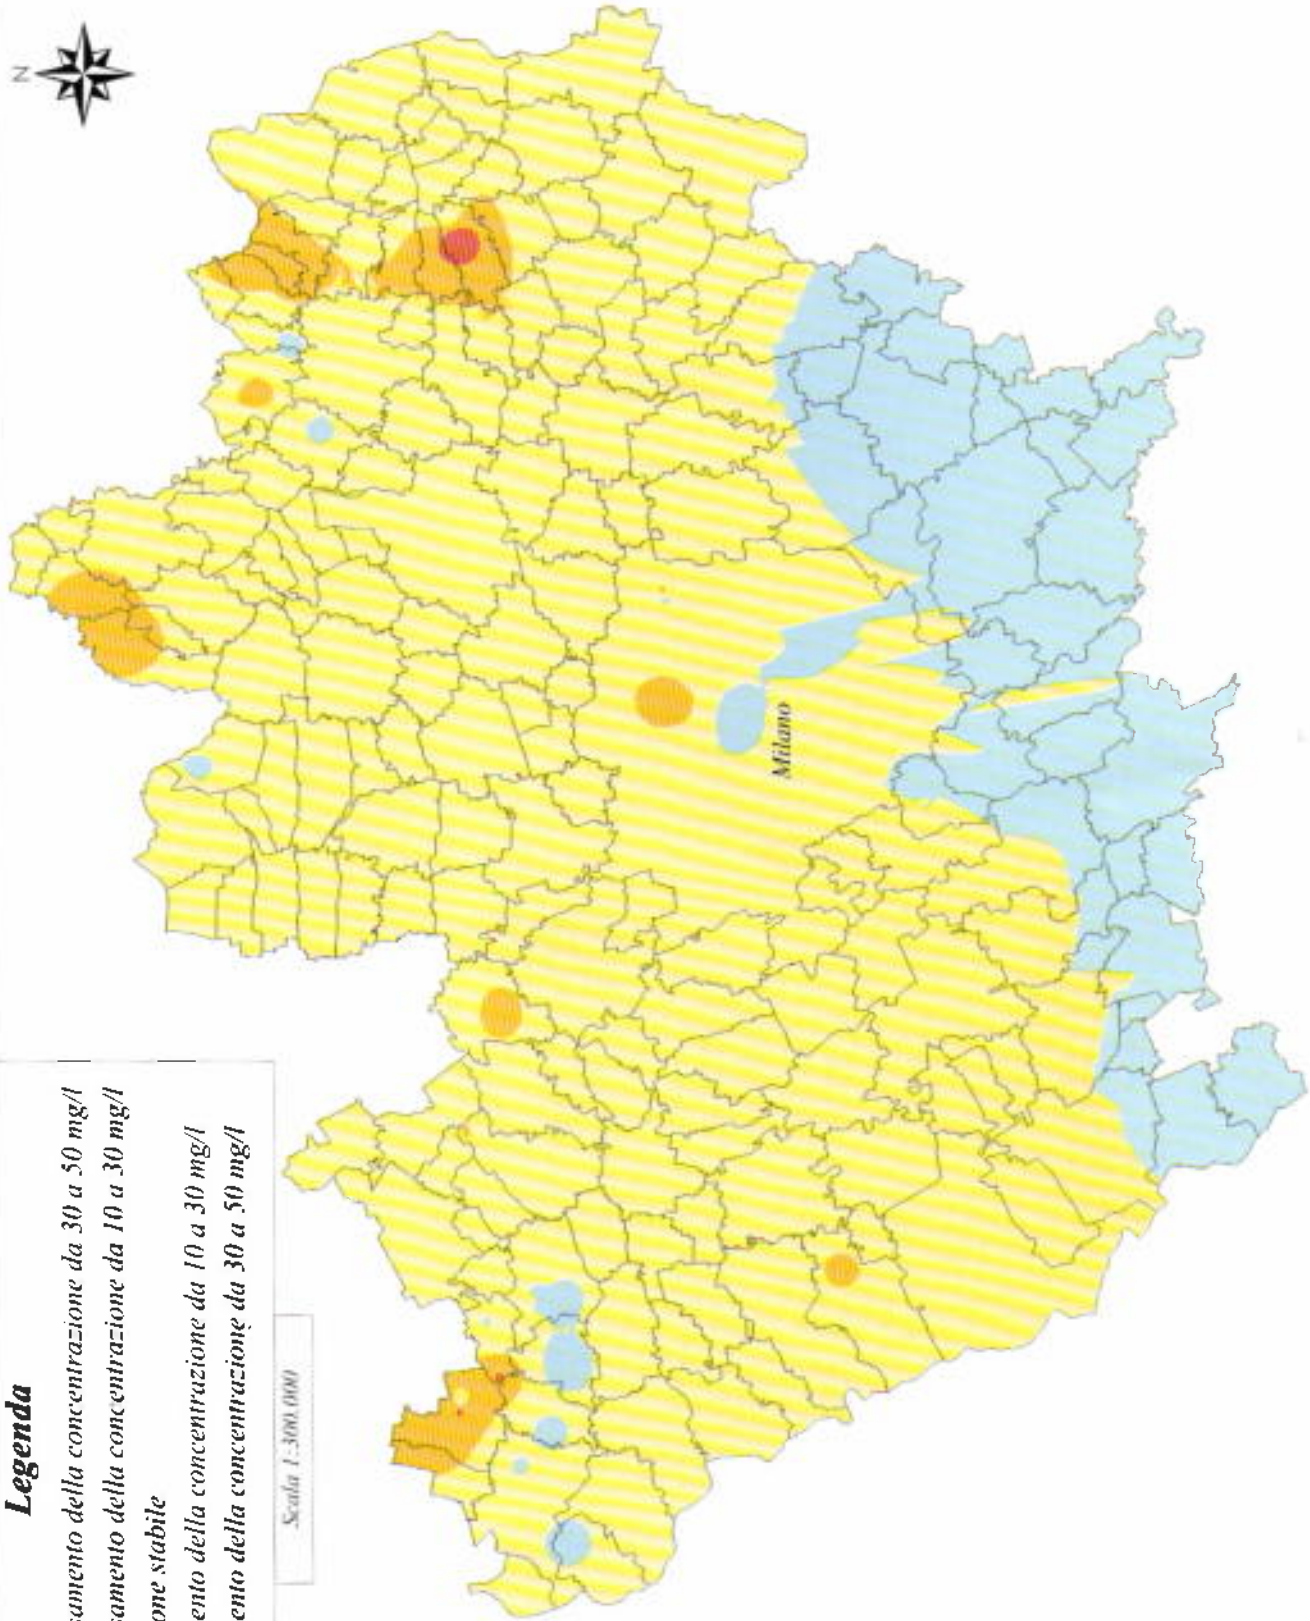 Legenda
amento della concentrazione da 30 a 50 mg/l
amento della concentrazione da 10 a 30 mg/l
one stabile
ento della concentrazione da 10 a 30 mg/l
ento della concentrazione da 30 a 50 mg/l
Scala 1:300.000
N
Milano